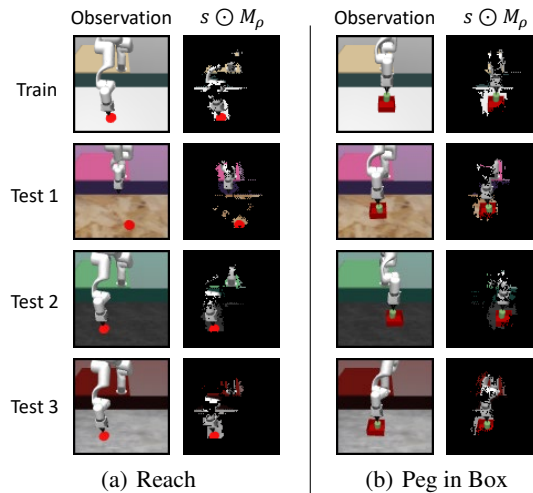 Observation s ⊙ M_ρ Observation s ⊙ M_ρ
Train
Test 1
Test 2
Test 3
(a) Reach (b) Peg in Box